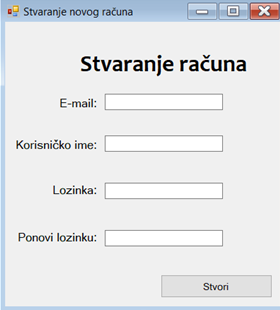 Stvaranje novog računa
Stvaranje računa
E-mail:
Korisničko ime:
Lozinka:
Ponovi lozinku:
Stvori